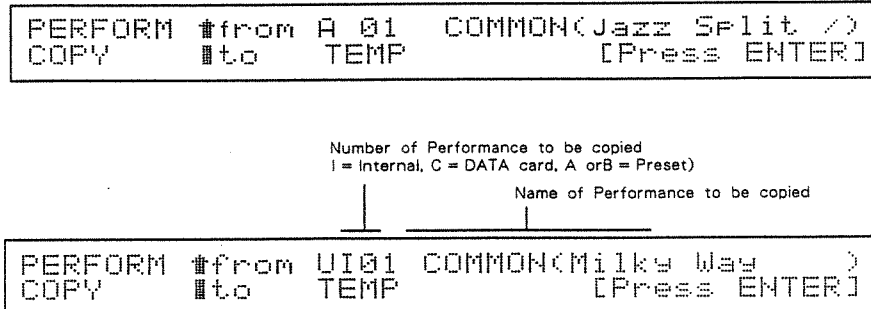 PERFORM from A 01 COMMON(Jazz Split /)
COPY to TEMP [Press ENTER]
Number of Performance to be copied
I = Internal, C = DATA card, A orB = Preset)
Name of Performance to be copied
PERFORM from UI01 COMMON(Milky Way )
COPY to TEMP [Press ENTER]